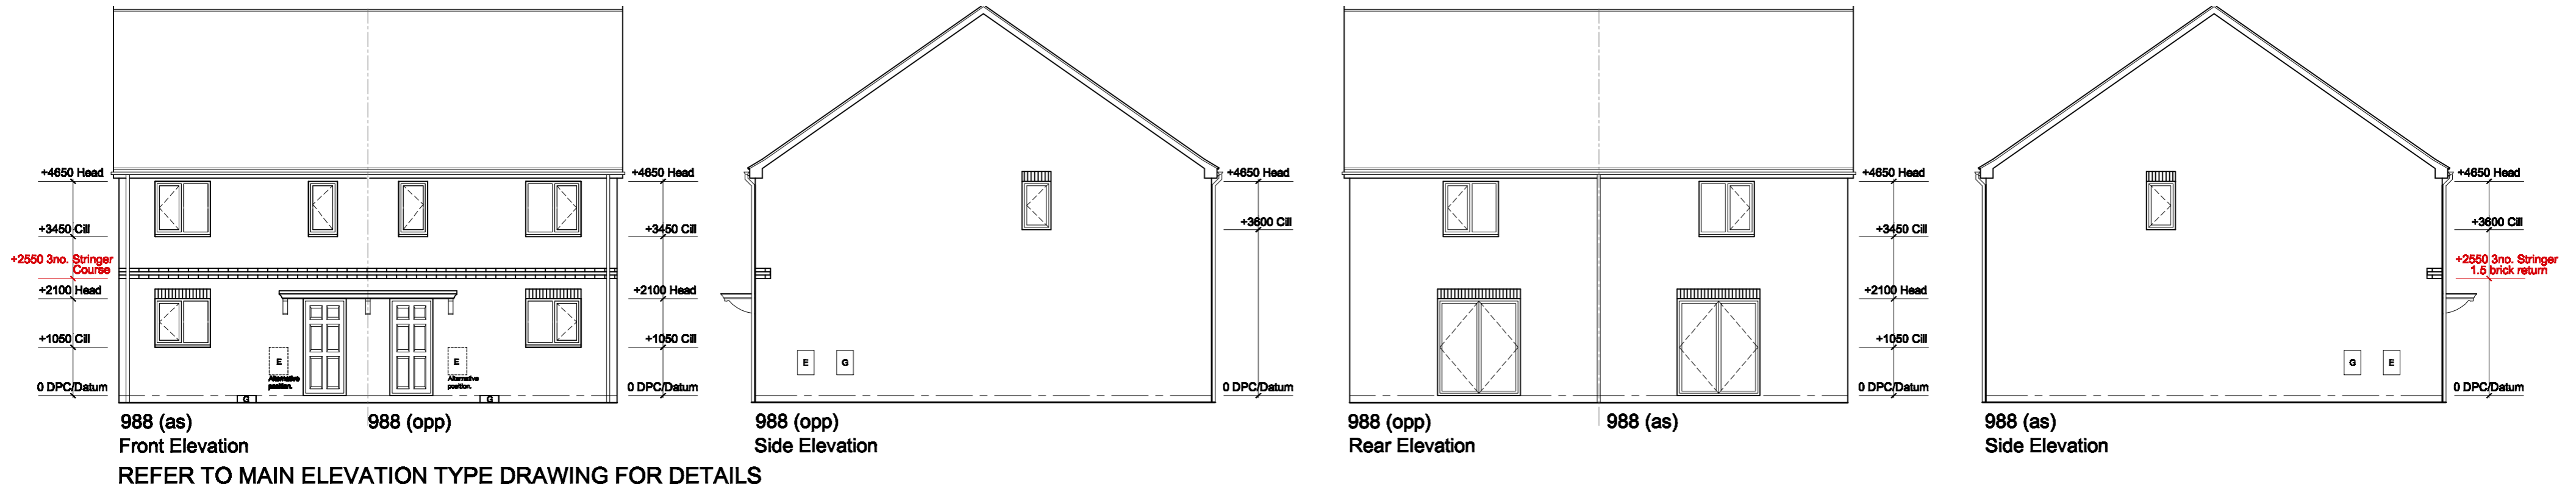 +4650 Head
+3450 Cill
+2550 3no. Stringer
Course
+2100 Head
+1050 Cill
0 DPC/Datum
E
Alternative
position.
G
E
Alternative
position.
G
+4650 Head
+3450 Cill
+2100 Head
+1050 Cill
0 DPC/Datum
988 (as)
988 (opp)
Front Elevation
E
G
+4650 Head
+3600 Cill
0 DPC/Datum
988 (opp)
Side Elevation
+4650 Head
+3450 Cill
+2100 Head
+1050 Cill
0 DPC/Datum
988 (opp)
988 (as)
Rear Elevation
G
E
+4650 Head
+3600 Cill
+2550 3no. Stringer
1.5 brick return
0 DPC/Datum
988 (as)
Side Elevation
REFER TO MAIN ELEVATION TYPE DRAWING FOR DETAILS